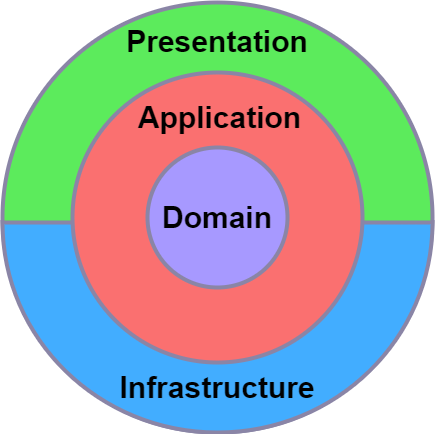 Presentation
Application
Domain
Infrastructure